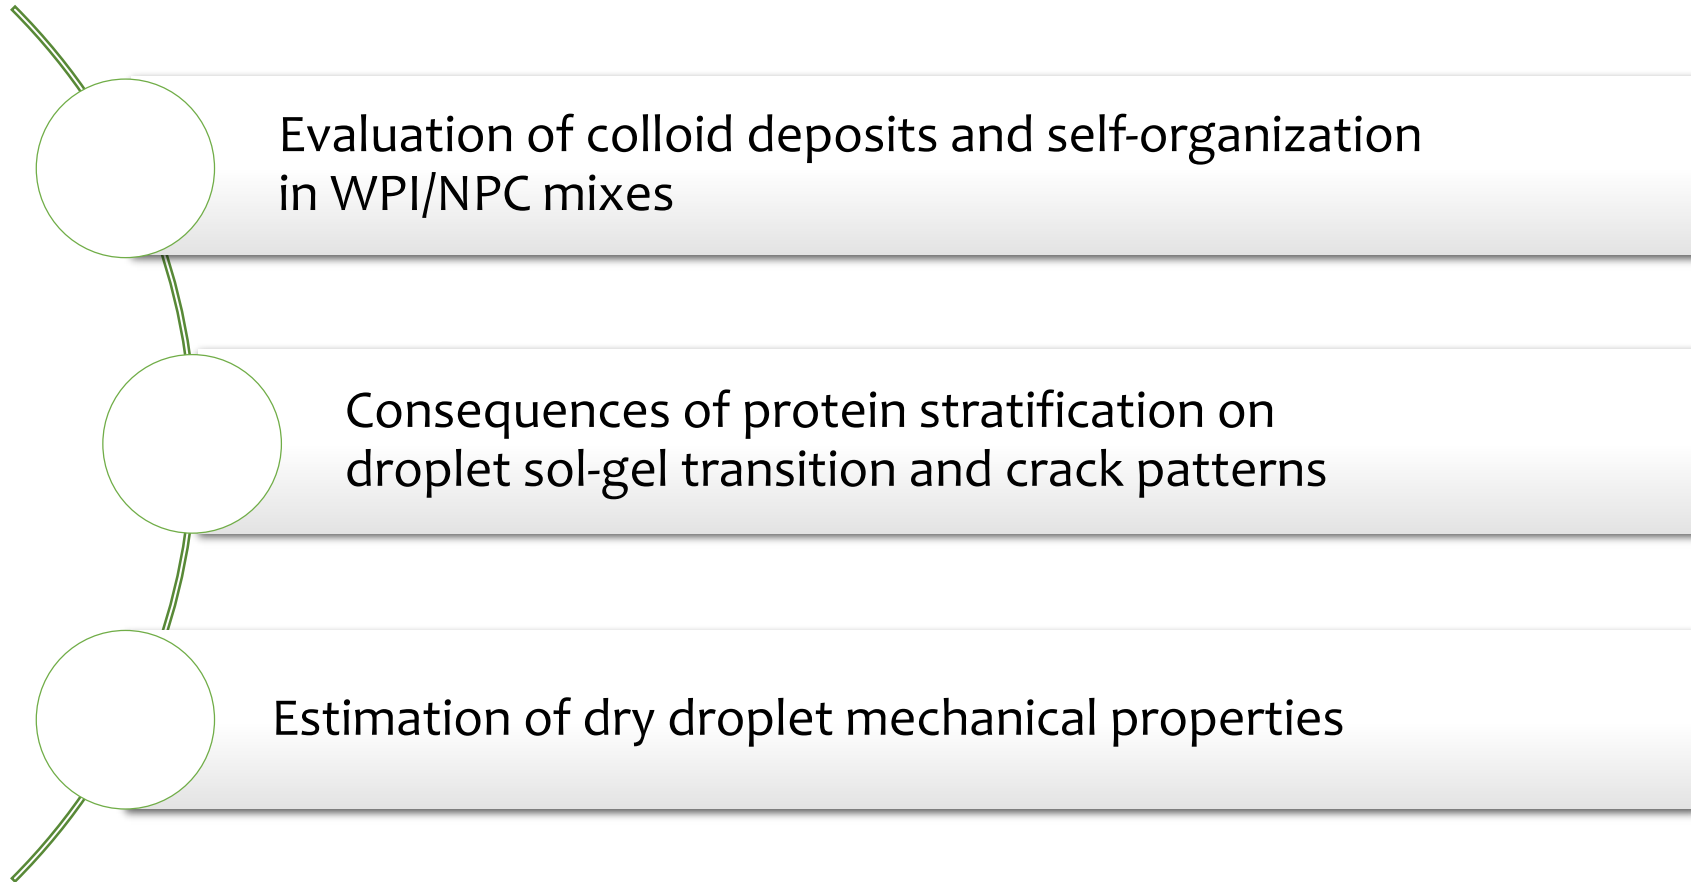 Evaluation of colloid deposits and self-organization
in WPI/NPC mixes
Consequences of protein stratification on
droplet sol-gel transition and crack patterns
Estimation of dry droplet mechanical properties